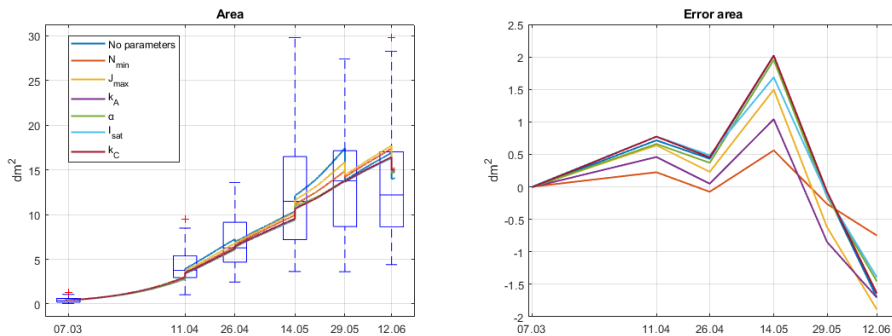 Area
30
25
20
15
10
5
0
dm²
No parameters
N_min
J_max
k_A
α
I_sat
k_C
07.03 11.04 26.04 14.05 29.05 12.06
Error area
2.5
2
1.5
1
0.5
0
-0.5
-1
-1.5
-2
dm²
07.03 11.04 26.04 14.05 29.05 12.06